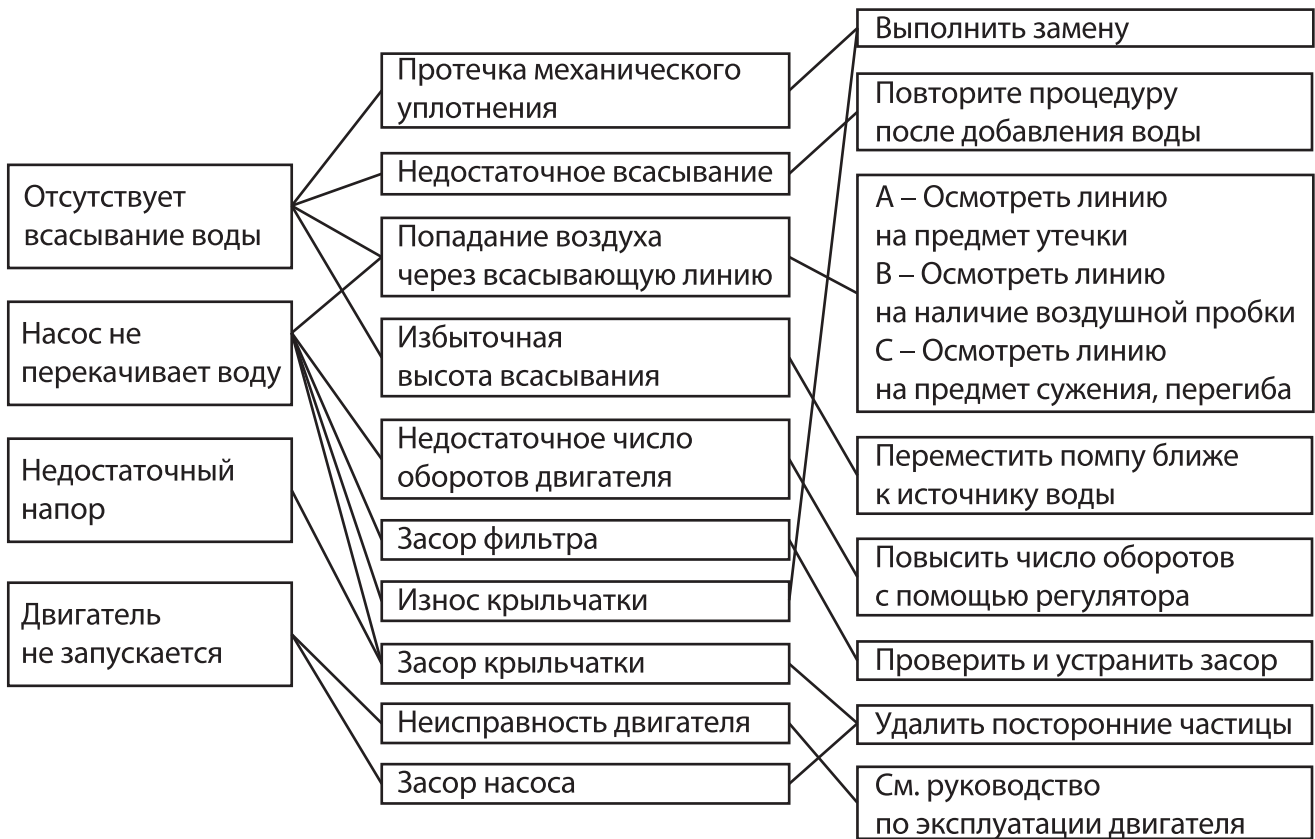 Отсутствует
всасывание воды
Насос не
перекачивает воду
Недостаточный
напор
Двигатель
не запускается
Протечка механического
уплотнения
Недостаточное всасывание
Попадание воздуха
через всасывающую линию
Избыточная
высота всасывания
Недостаточное число
оборотов двигателя
Засор фильтра
Износ крыльчатки
Засор крыльчатки
Неисправность двигателя
Засор насоса
Выполнить замену
Повторите процедуру
после добавления воды
А – Осмотреть линию
на предмет утечки
В – Осмотреть линию
на наличие воздушной пробки
С – Осмотреть линию
на предмет сужения, перегиба
Переместить помпу ближе
к источнику воды
Повысить число оборотов
с помощью регулятора
Проверить и устранить засор
Удалить посторонние частицы
См. руководство
по эксплуатации двигателя